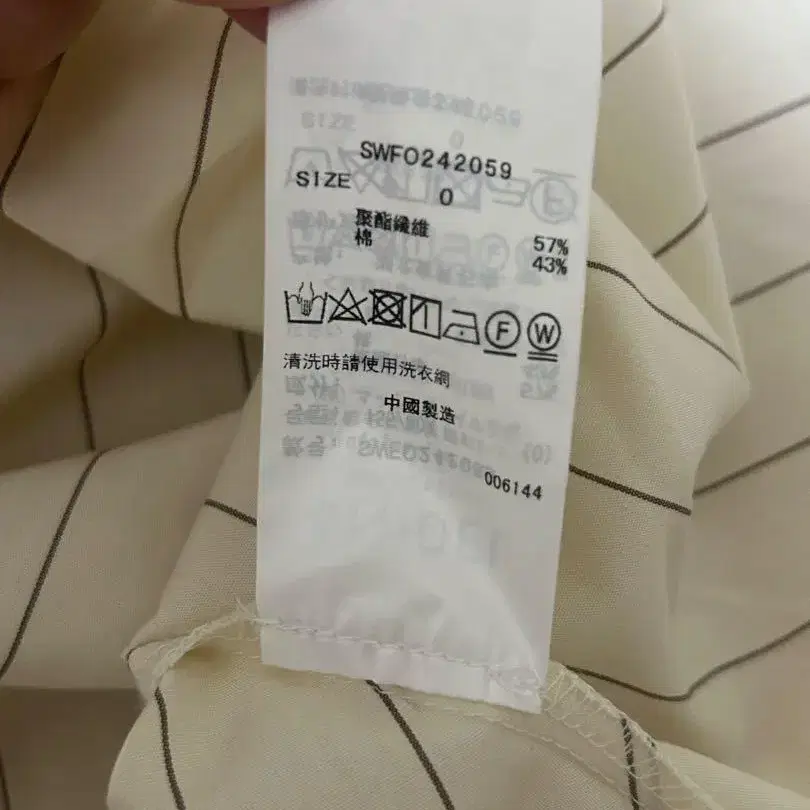 SWFO242059
SIZE 0
聚酯纖維 57%
棉 43%
F W
清洗時請使用洗衣網
中國製造
006144